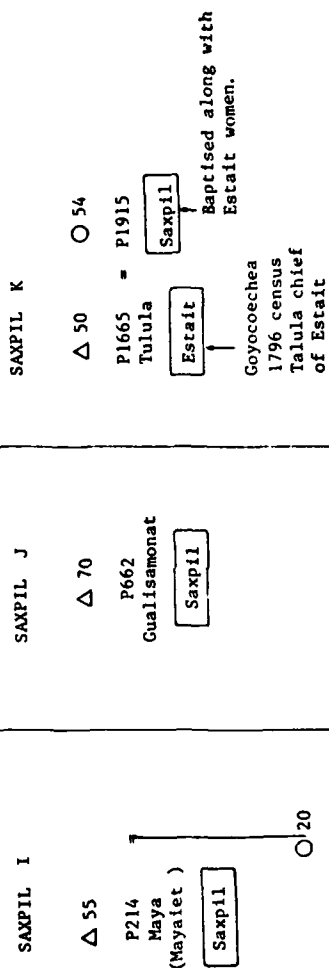 SAXPIL I
△ 55
P214
Maya
(Mayaiet )
Saxpil
○ 20
SAXPIL J
△ 70
P662
Gualisamonat
Saxpil
SAXPIL K
△ 50 ○ 54
P1665 = P1915
Tulula
Estait
Saxpil
Goyocoechea
1796 census
Talula chief
of Estait
Baptised along with
Estait women.